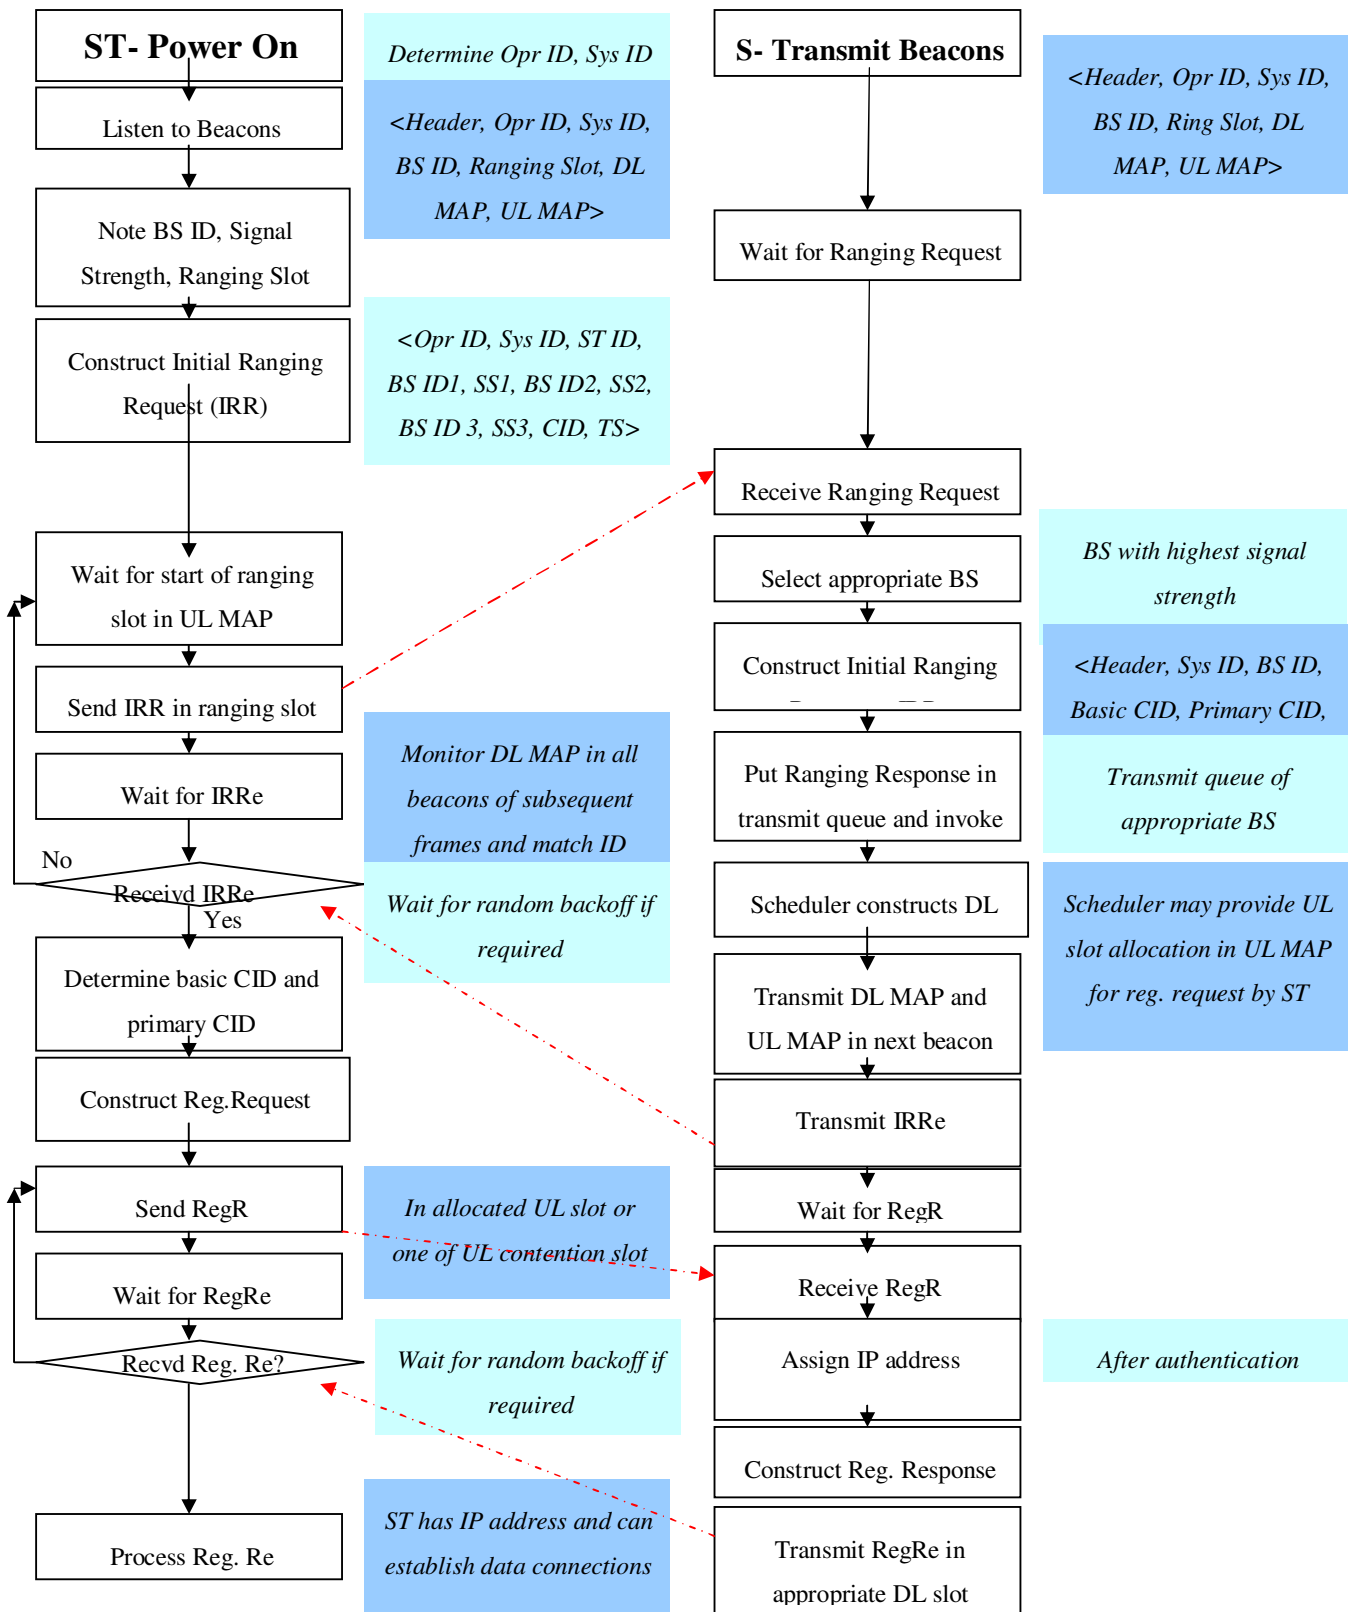 ST- Power On
Listen to Beacons
Note BS ID, Signal
Strength, Ranging Slot
Construct Initial Ranging
Request (IRR)
Wait for start of ranging
slot in UL MAP
Send IRR in ranging slot
Wait for IRRe
No
Receivd IRRe
Yes
Determine basic CID and
primary CID
Construct Reg.Request
Send RegR
Wait for RegRe
Recvd Reg. Re?
Process Reg. Re
Determine Opr ID, Sys ID
<Header, Opr ID, Sys ID,
BS ID, Ranging Slot, DL
MAP, UL MAP>
<Opr ID, Sys ID, ST ID,
BS ID1, SS1, BS ID2, SS2,
BS ID 3, SS3, CID, TS>
Monitor DL MAP in all
beacons of subsequent
frames and match ID
Wait for random backoff if
required
In allocated UL slot or
one of UL contention slot
Wait for random backoff if
required
ST has IP address and can
establish data connections
S- Transmit Beacons
Wait for Ranging Request
Receive Ranging Request
Select appropriate BS
Construct Initial Ranging
Put Ranging Response in
transmit queue and invoke
Scheduler constructs DL
Transmit DL MAP and
UL MAP in next beacon
Transmit IRRe
Wait for RegR
Receive RegR
Assign IP address
Construct Reg. Response
Transmit RegRe in
appropriate DL slot
<Header, Opr ID, Sys ID,
BS ID, Ring Slot, DL
MAP, UL MAP>
BS with highest signal
strength
<Header, Sys ID, BS ID,
Basic CID, Primary CID,
Transmit queue of
appropriate BS
Scheduler may provide UL
slot allocation in UL MAP
for reg. request by ST
After authentication